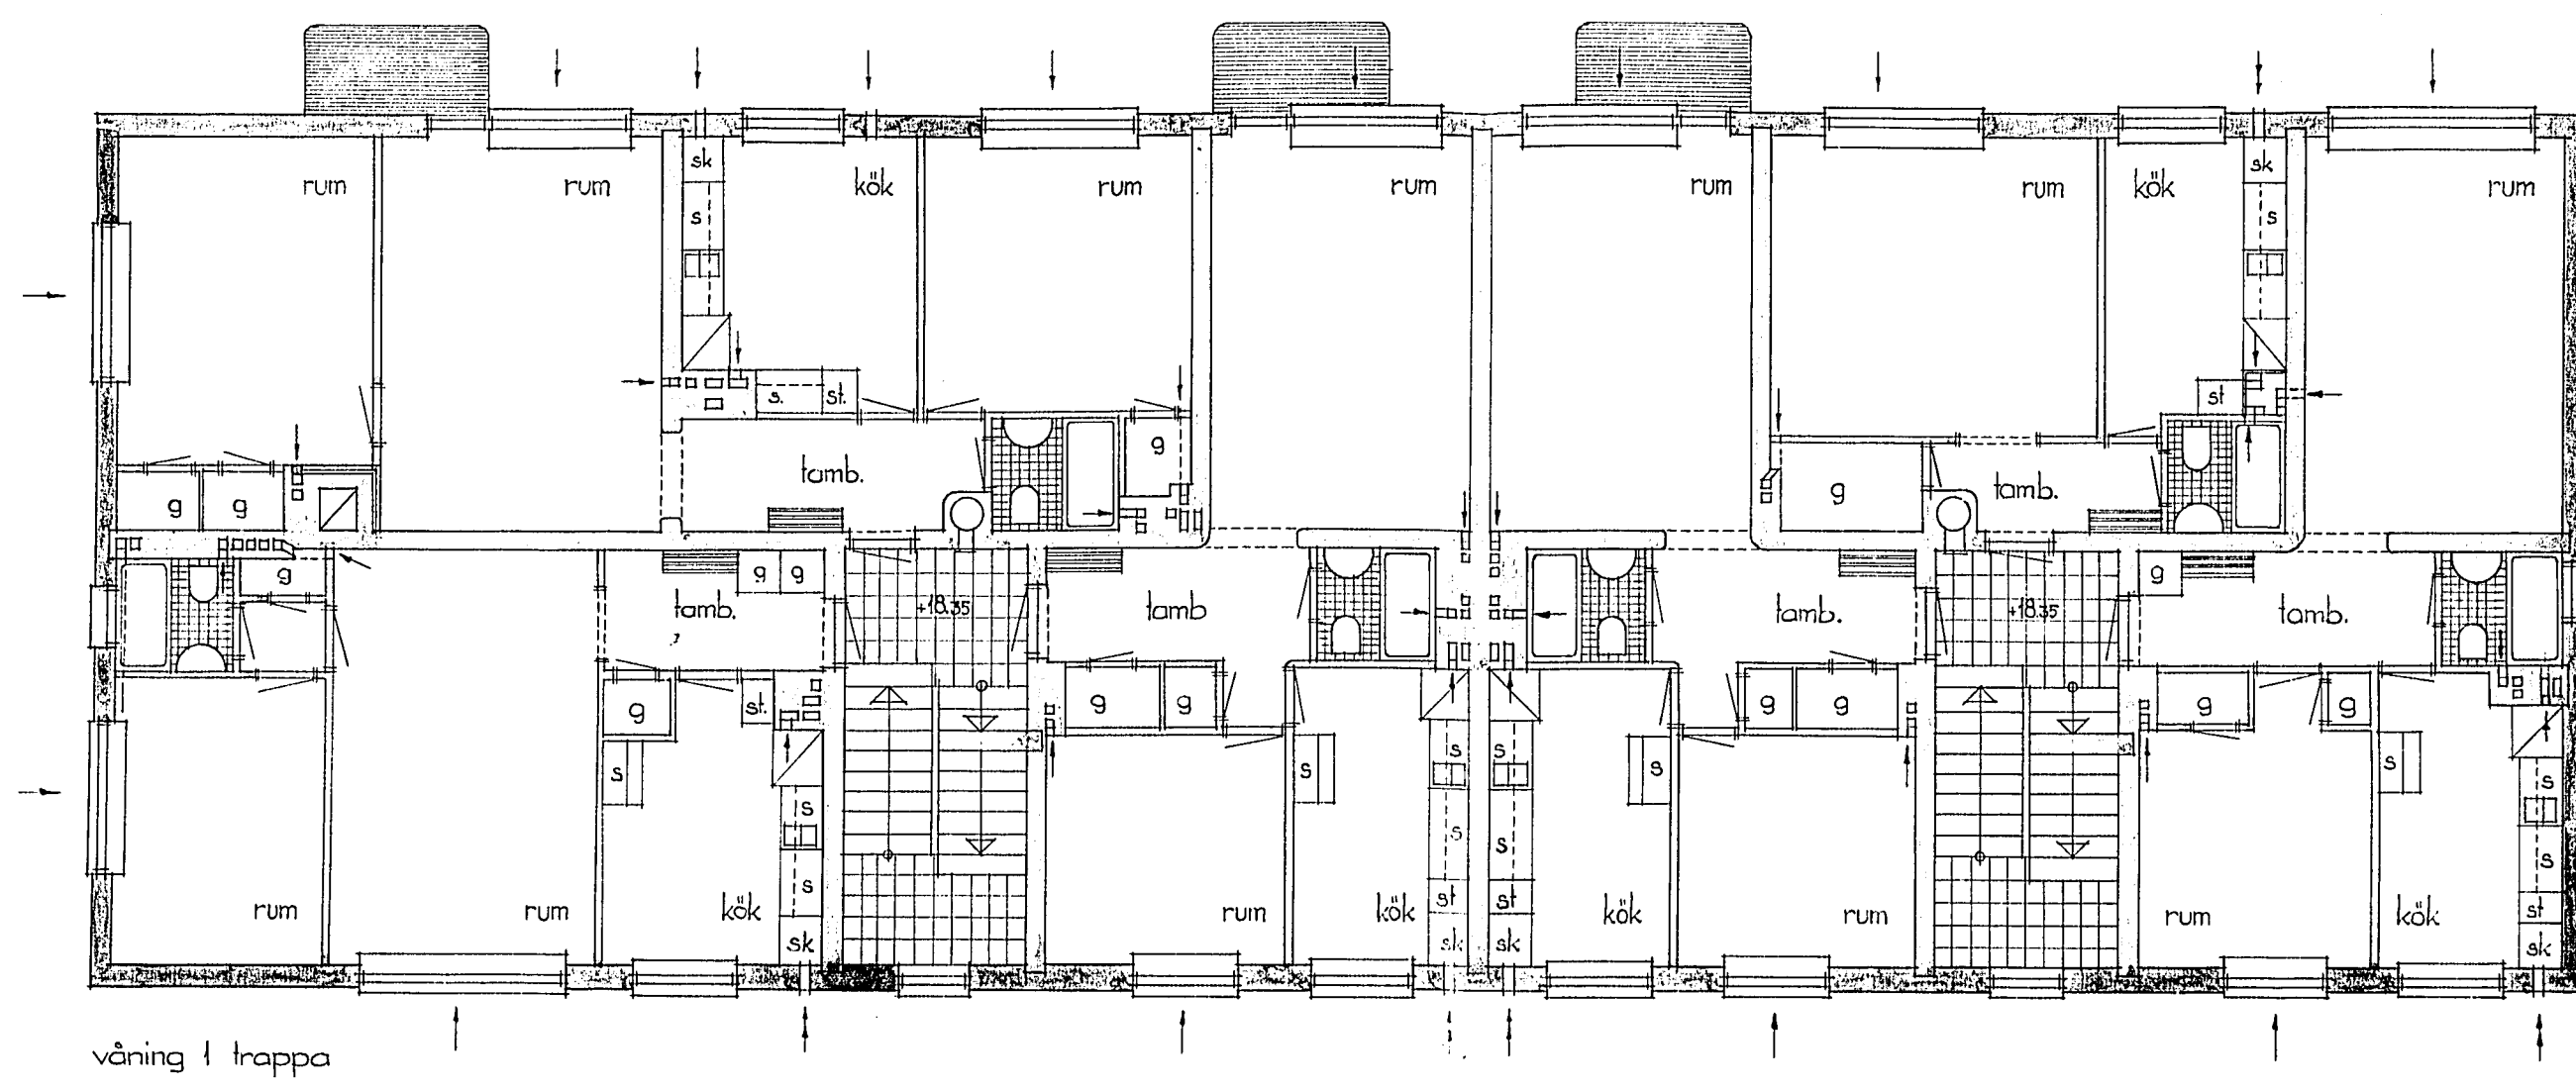 sk
sk
rum rum kök rum rum rum rum kök rum
s s
s. st.
st
g
g g tamb. g tamb.
g
g g +18.35 g
tamb. tamb tamb. +18.35 tamb.
g st. g g g g g g
s s s s s s s
s s s s
st st st
rum rum kök rum kök kök rum rum kök
sk sk sk sk
våning 1 trappa